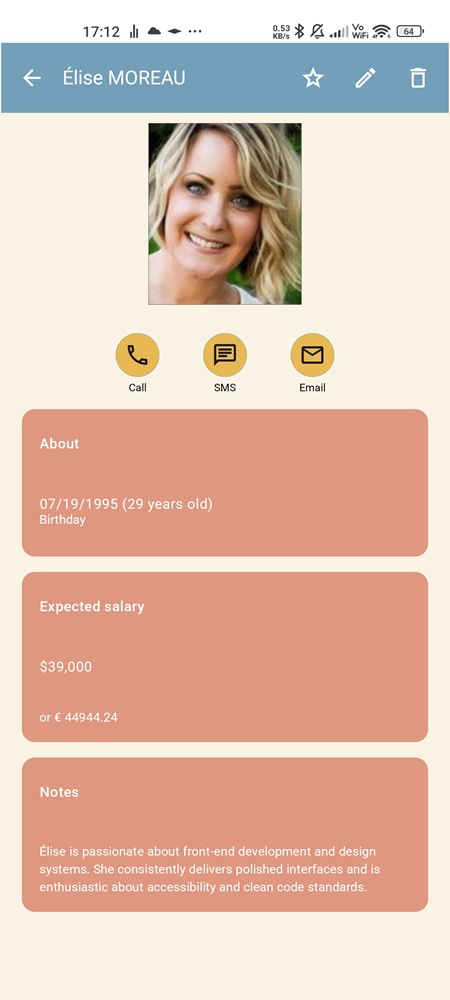 17:12 0.53 KB/s Vo WiFi 64
Élise MOREAU
Call SMS Email
About
07/19/1995 (29 years old)
Birthday
Expected salary
$39,000
or € 44944.24
Notes
Élise is passionate about front-end development and design
systems. She consistently delivers polished interfaces and is
enthusiastic about accessibility and clean code standards.